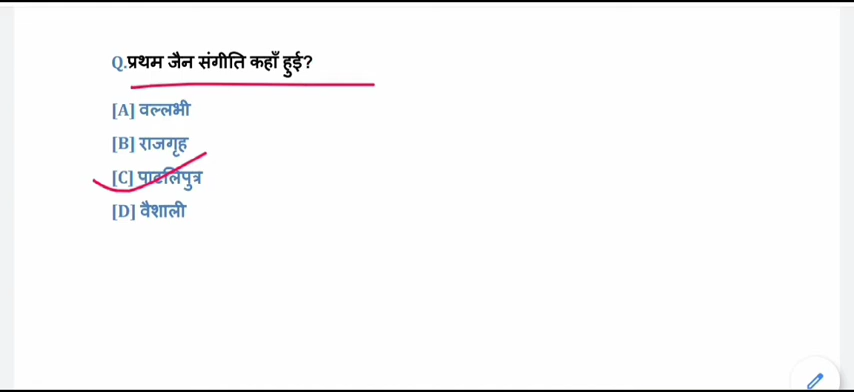 Q.प्रथम जैन संगीति कहाँ हुई?
[A] वल्लभी
[B] राजगृह
[C] पाटलिपुत्र
[D] वैशाली